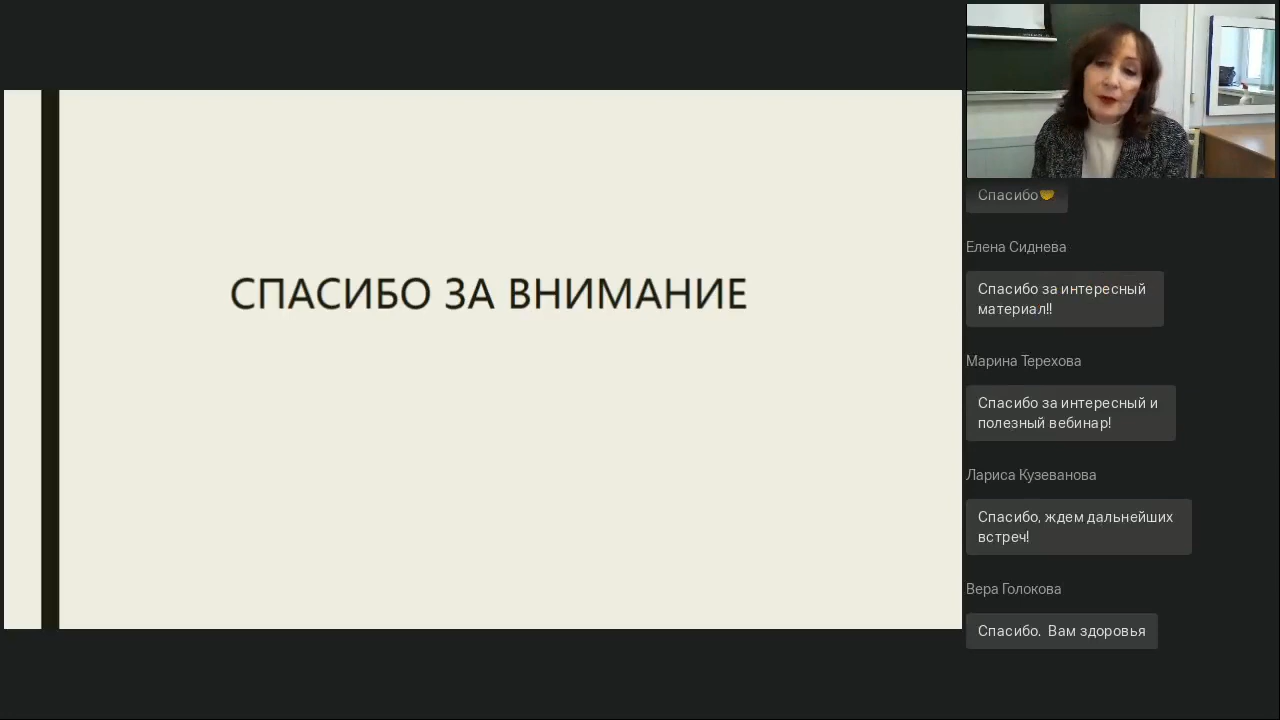 СПАСИБО ЗА ВНИМАНИЕ
Спасибо
Елена Сиднева
Спасибо за интересный
материал!!
Марина Терехова
Спасибо за интересный и
полезный вебинар!
Лариса Кузеванова
Спасибо, ждем дальнейших
встреч!
Вера Голокова
Спасибо.  Вам здоровья